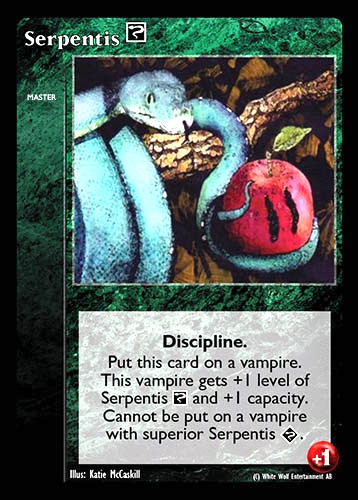 Serpentis
MASTER
Discipline.
Put this card on a vampire.
This vampire gets +1 level of
Serpentis and +1 capacity.
Cannot be put on a vampire
with superior Serpentis .
+1
Illus: Katie McCaskill
(C) White Wolf Entertainment AB